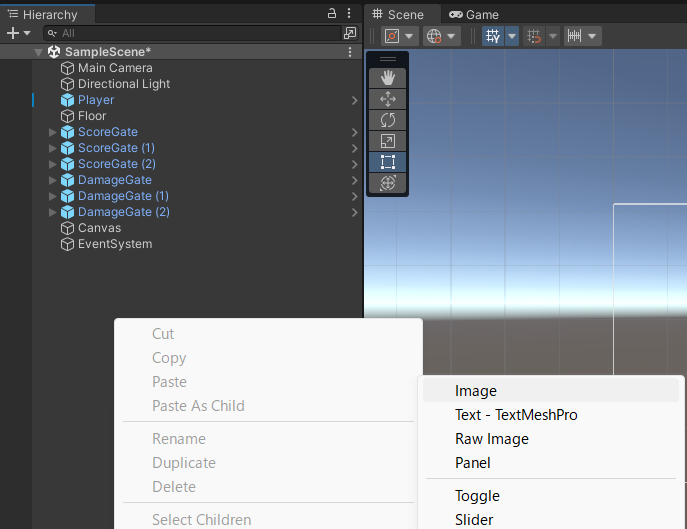 Hierarchy
Scene
Game
All
SampleScene*
Main Camera
Directional Light
Player
Floor
ScoreGate
ScoreGate (1)
ScoreGate (2)
DamageGate
DamageGate (1)
DamageGate (2)
Canvas
EventSystem
Cut
Copy
Paste
Paste As Child
Rename
Duplicate
Delete
Select Children
Image
Text - TextMeshPro
Raw Image
Panel
Toggle
Slider